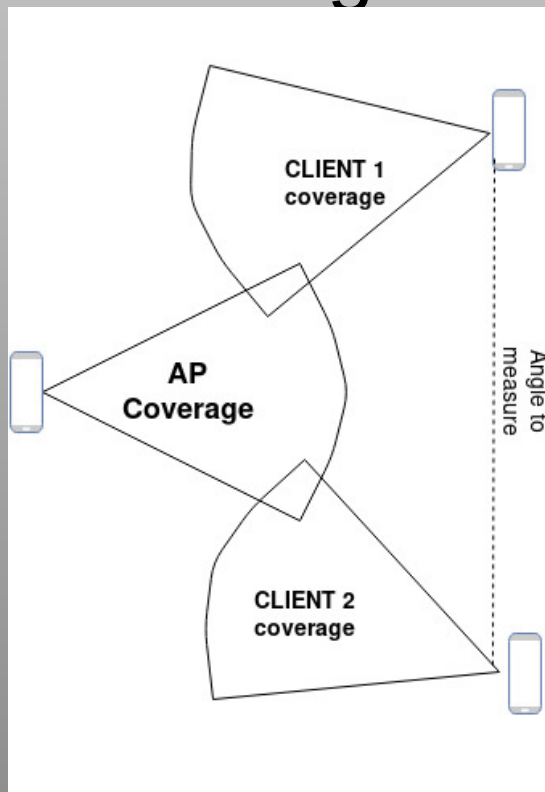 CLIENT 1
coverage
AP
Coverage
Angle to
measure
CLIENT 2
coverage